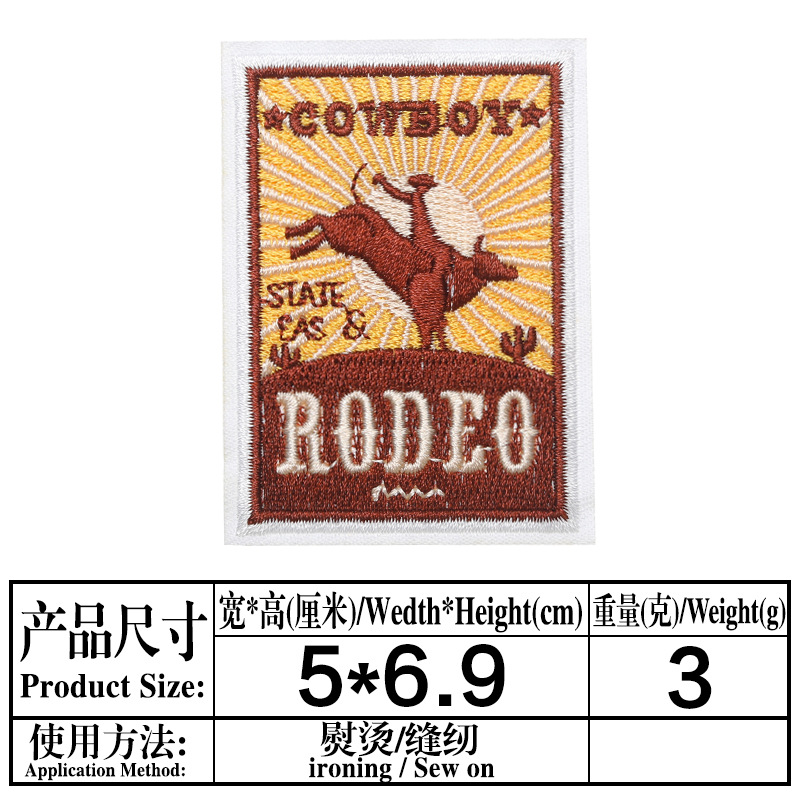 COWBOY
STATE
EAS &
RODEO
产品尺寸
Product Size:
宽*高(厘米)/Wedth*Height(cm)
重量(克)/Weight(g)
5*6.9
3
使用方法:
Application Method:
熨烫/缝纫
ironing / Sew on